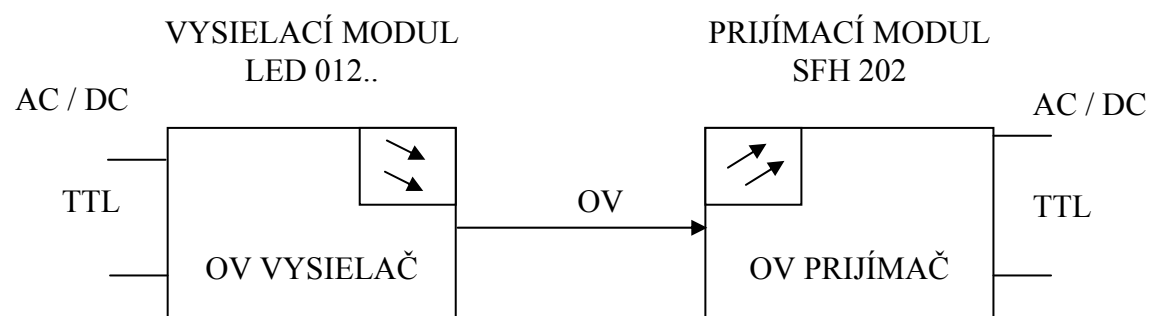 VYSIELACÍ MODUL
LED 012..
PRIJÍMACÍ MODUL
SFH 202
AC / DC
AC / DC
TTL
OV
TTL
OV VYSIELAČ
OV PRIJÍMAČ